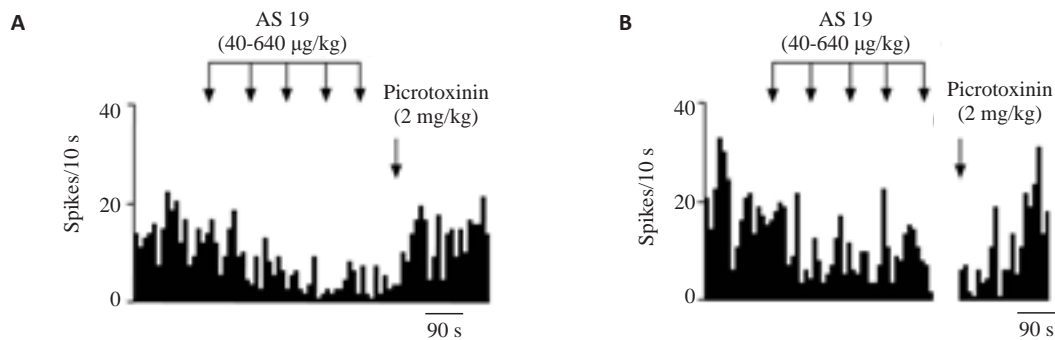 A
AS 19
(40-640 μg/kg)
Picrotoxinin
(2 mg/kg)
40
20
0
Spikes/10 s
90 s
B
AS 19
(40-640 μg/kg)
Picrotoxinin
(2 mg/kg)
40
20
0
Spikes/10 s
90 s